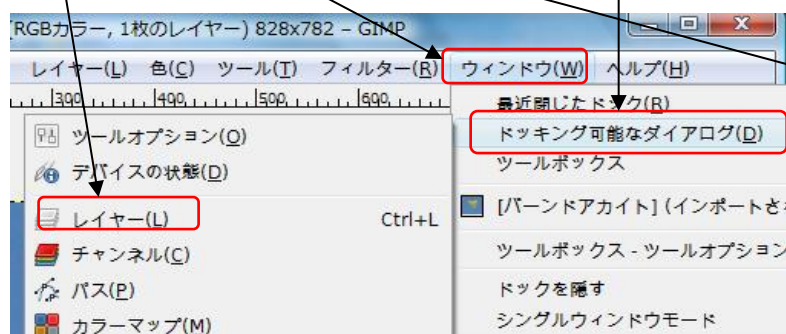 RGBカラー, 1枚のレイヤー) 828x782 – GIMP
レイヤー(L) 色(C) ツール(T) フィルター(R) ウィンドウ(W) ヘルプ(H)
300 400 500 600
最近閉じたドック(R)
ツールオプション(O)
ドッキング可能なダイアログ(D)
デバイスの状態(D)
ツールボックス
レイヤー(L) Ctrl+L
[バーンドアカイト] (インポートさ
チャンネル(C)
ツールボックス - ツールオプション
パス(P)
ドックを隠す
カラーマップ(M)
シングルウィンドウモード